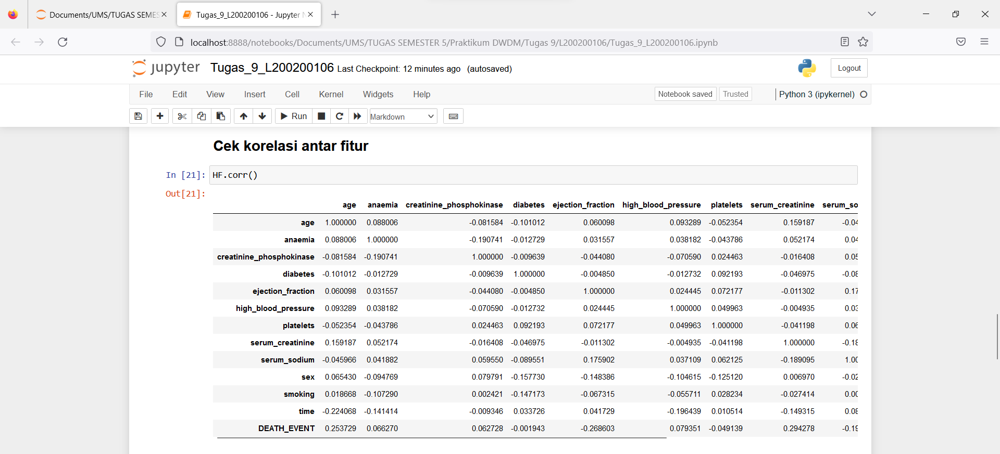 Documents/UMS/TUGAS SEMES
Tugas_9_L200200106 - Jupyter N
localhost:8888/notebooks/Documents/UMS/TUGAS SEMESTER 5/Praktikum DWDM/Tugas 9/L200200106/Tugas_9_L200200106.ipynb
jupyter Tugas_9_L200200106 Last Checkpoint: 12 minutes ago (autosaved)
Logout
File Edit View Insert Cell Kernel Widgets Help
Notebook saved Trusted Python 3 (ipykernel)
Run Markdown
Cek korelasi antar fitur
In [21]: HF.corr()
Out[21]:
age anaemia creatinine_phosphokinase diabetes ejection_fraction high_blood_pressure platelets serum_creatinine serum_so
age 1.000000 0.088006 -0.081584 -0.101012 0.060098 0.093289 -0.052354 0.159187 -0.04
anaemia 0.088006 1.000000 -0.190741 -0.012729 0.031557 0.038182 -0.043786 0.052174 0.04
creatinine_phosphokinase -0.081584 -0.190741 1.000000 -0.009639 -0.044080 -0.070590 0.024463 -0.016408 0.05
diabetes -0.101012 -0.012729 -0.009639 1.000000 -0.004850 -0.012732 0.092193 -0.046975 -0.08
ejection_fraction 0.060098 0.031557 -0.044080 -0.004850 1.000000 0.024445 0.072177 -0.011302 0.17
high_blood_pressure 0.093289 0.038182 -0.070590 -0.012732 0.024445 1.000000 0.049963 -0.004935 0.03
platelets -0.052354 -0.043786 0.024463 0.092193 0.072177 0.049963 1.000000 -0.041198 0.06
serum_creatinine 0.159187 0.052174 -0.016408 -0.046975 -0.011302 -0.004935 -0.041198 1.000000 -0.18
serum_sodium -0.045966 0.041882 0.059550 -0.089551 0.175902 0.037109 0.062125 -0.189095 1.00
sex 0.065430 -0.094769 0.079791 -0.157730 -0.148386 -0.104615 -0.125120 0.006970 -0.02
smoking 0.018668 -0.107290 0.002421 -0.147173 -0.067315 -0.055711 0.028234 -0.027414 0.00
time -0.224068 -0.141414 -0.009346 0.033726 0.041729 -0.196439 0.010514 -0.149315 0.08
DEATH_EVENT 0.253729 0.066270 0.062728 -0.001943 -0.268603 0.079351 -0.049139 0.294278 -0.19